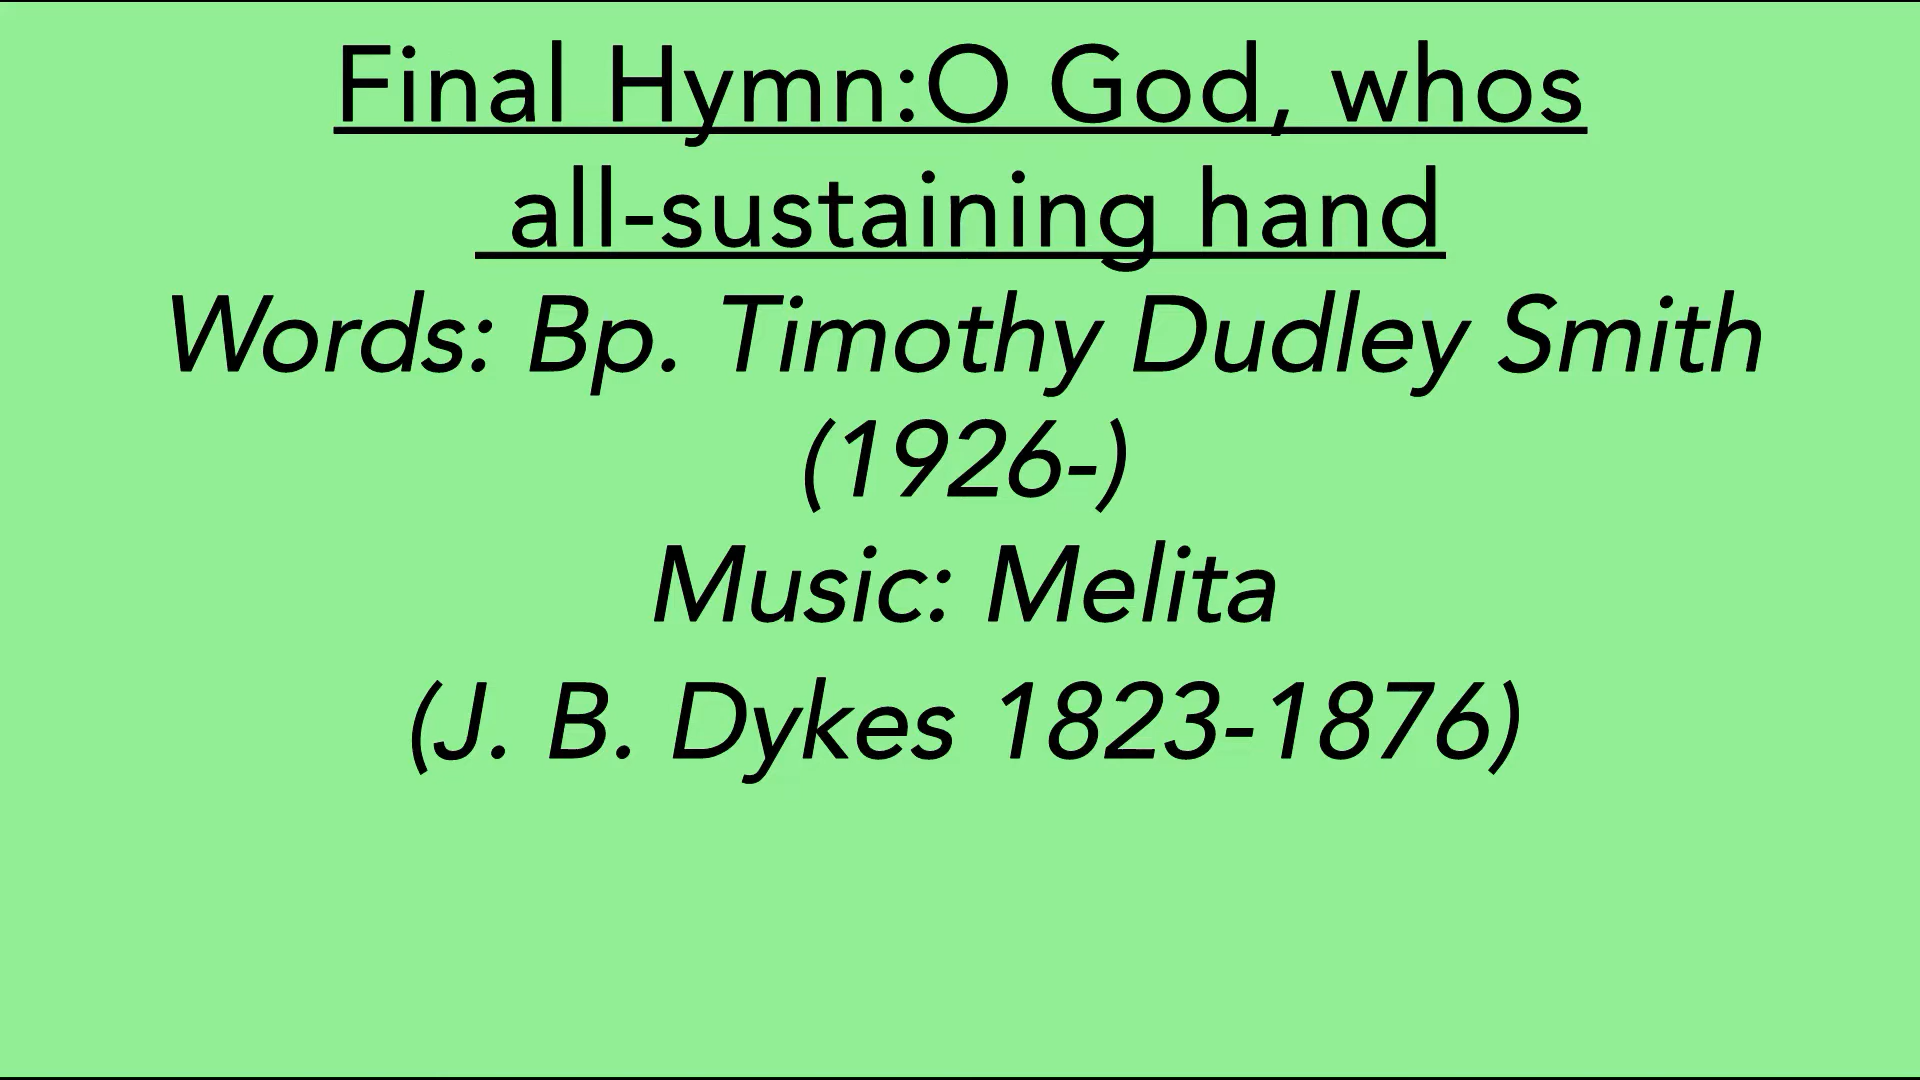 Final Hymn:O God, whos
all-sustaining hand
Words: Bp. Timothy Dudley Smith
(1926-)
Music: Melita
(J. B. Dykes 1823-1876)